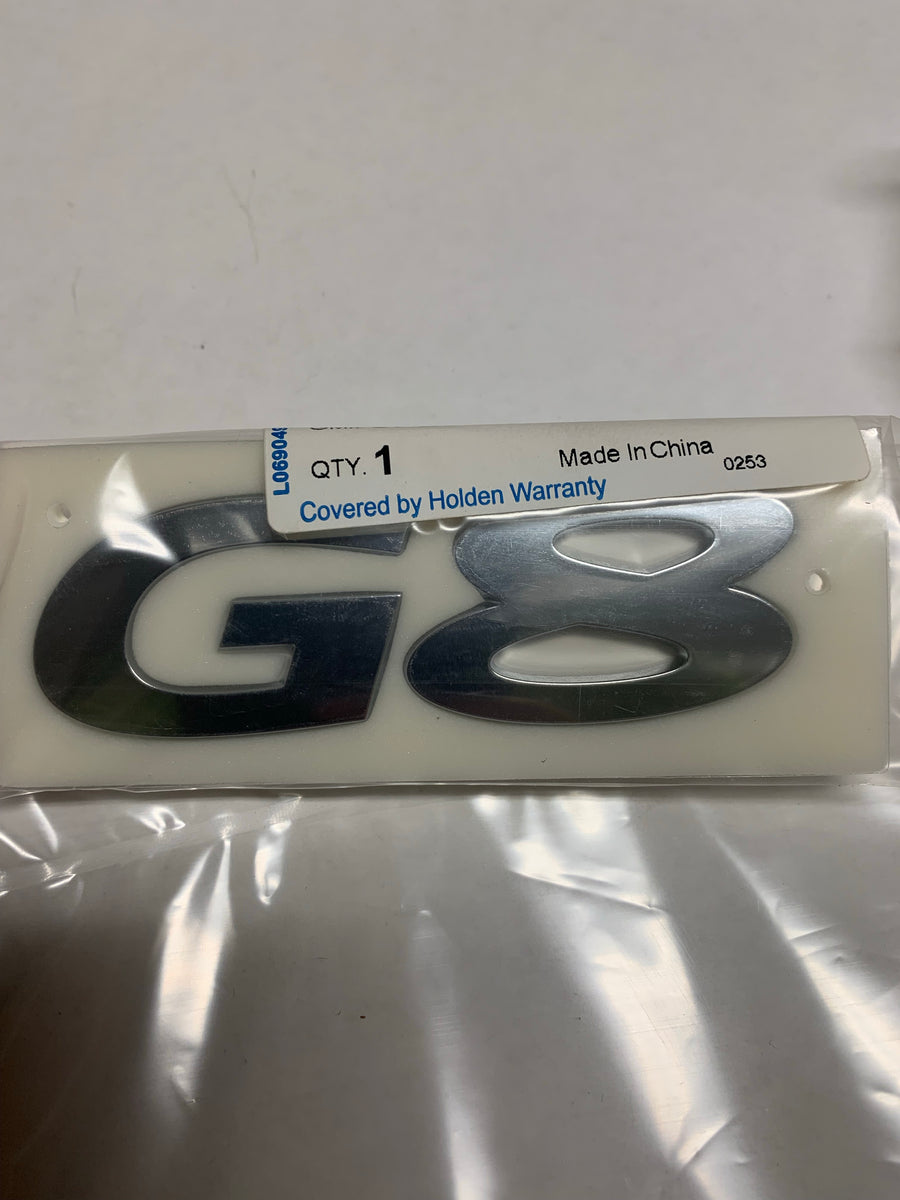 QTY. 1
Made In China
0253
Covered by Holden Warranty
G8